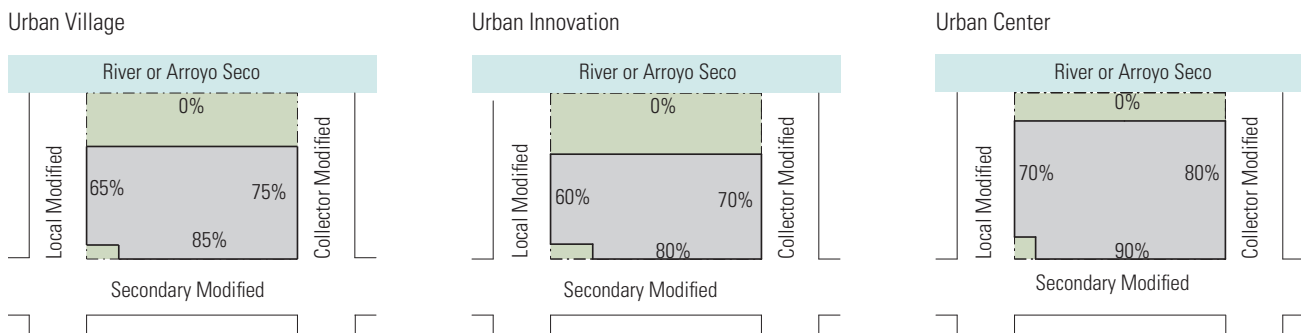 Urban Village
River or Arroyo Seco
0%
Local Modified
65%
75%
Collector Modified
85%
Secondary Modified
Urban Innovation
River or Arroyo Seco
0%
Local Modified
60%
70%
Collector Modified
80%
Secondary Modified
Urban Center
River or Arroyo Seco
0%
Local Modified
70%
80%
Collector Modified
90%
Secondary Modified